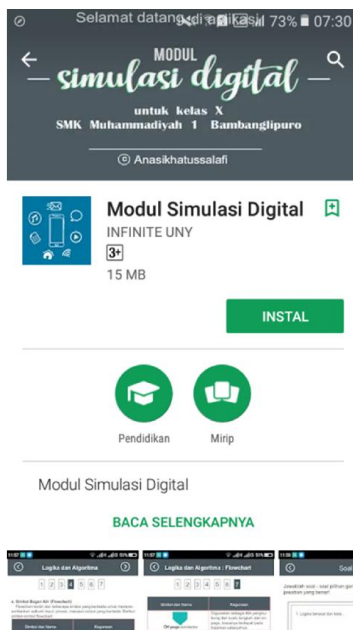 Selamat datang di aplikasi 73% 07:30
MODUL
simulasi digital
untuk kelas X
SMK Muhammadiyah 1 Bambanglipuro
© Anasikhatussalafi
Modul Simulasi Digital
INFINITE UNY
3+
15 MB
INSTAL
Pendidikan
Mirip
Modul Simulasi Digital
BACA SELENGKAPNYA
Logika dan Algoritma
1 2 3 4 5 6 7
Logika dan Algoritma : Flowchart
1 2 3 4 5 6 7
Soal